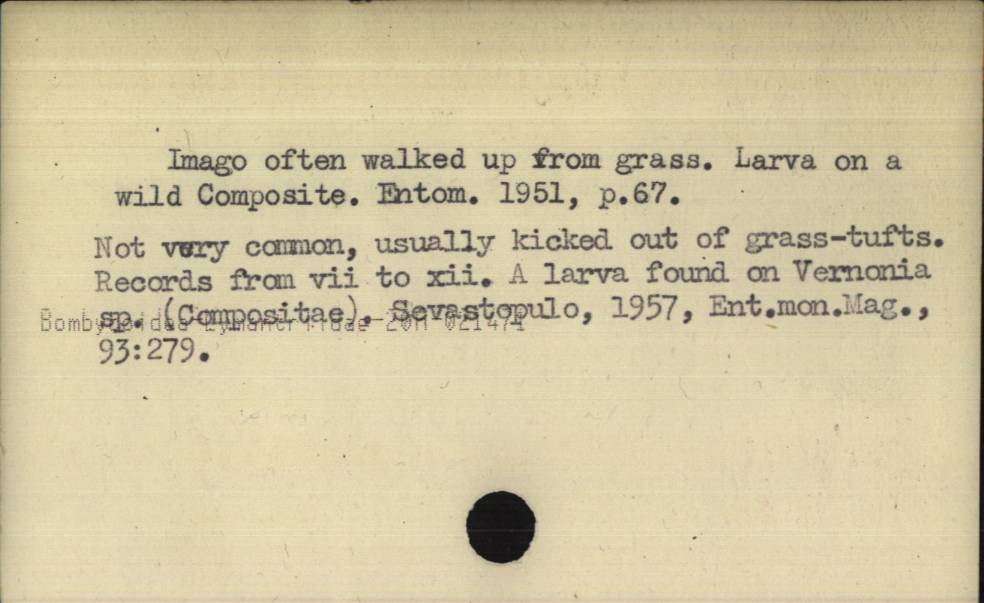 Imago often walked up from grass. Larva on a
wild Composite. Entom. 1951, p.67.
Not very common, usually kicked out of grass-tufts.
Records from vii to xii. A larva found on Vernonia
sp. (Compositae). Sevastopulo, 1957, Ent.mon.Mag.,
Bombycoidea Lymantriidae
93:279.